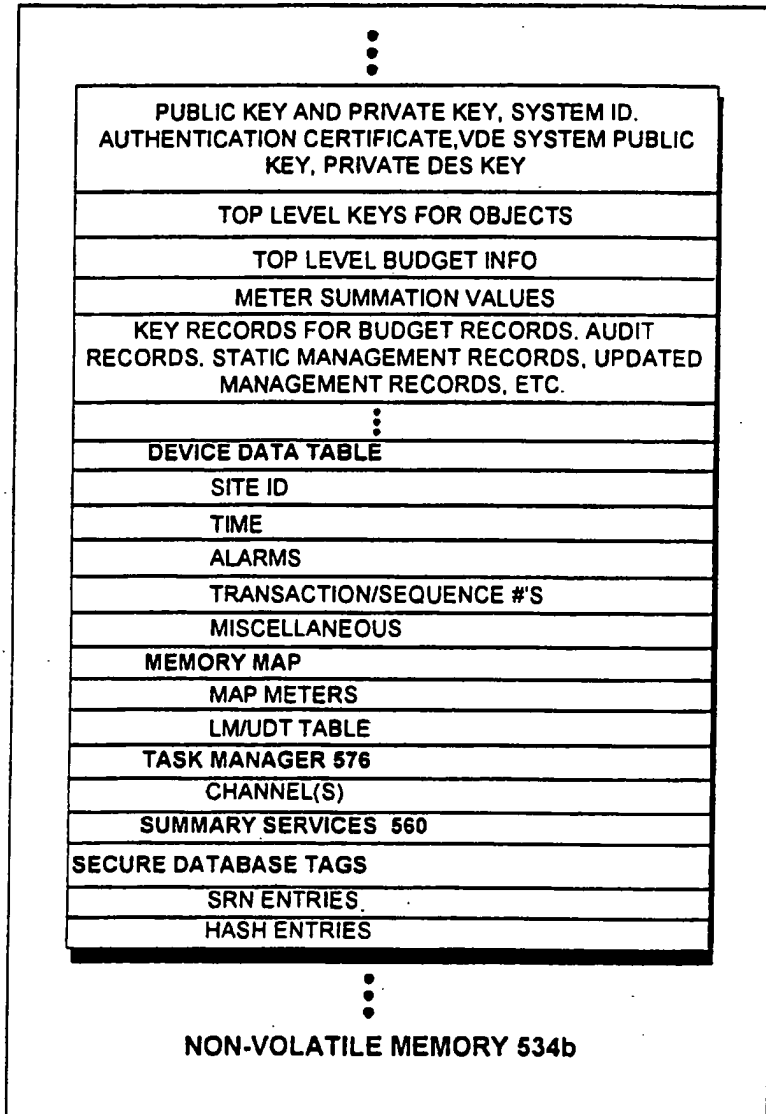 PUBLIC KEY AND PRIVATE KEY, SYSTEM ID.
AUTHENTICATION CERTIFICATE,VDE SYSTEM PUBLIC
KEY, PRIVATE DES KEY
TOP LEVEL KEYS FOR OBJECTS
TOP LEVEL BUDGET INFO
METER SUMMATION VALUES
KEY RECORDS FOR BUDGET RECORDS. AUDIT
RECORDS. STATIC MANAGEMENT RECORDS, UPDATED
MANAGEMENT RECORDS, ETC.
DEVICE DATA TABLE
SITE ID
TIME
ALARMS
TRANSACTION/SEQUENCE #'S
MISCELLANEOUS
MEMORY MAP
MAP METERS
LM/UDT TABLE
TASK MANAGER 576
CHANNEL(S)
SUMMARY SERVICES 560
SECURE DATABASE TAGS
SRN ENTRIES
HASH ENTRIES
NON-VOLATILE MEMORY 534b